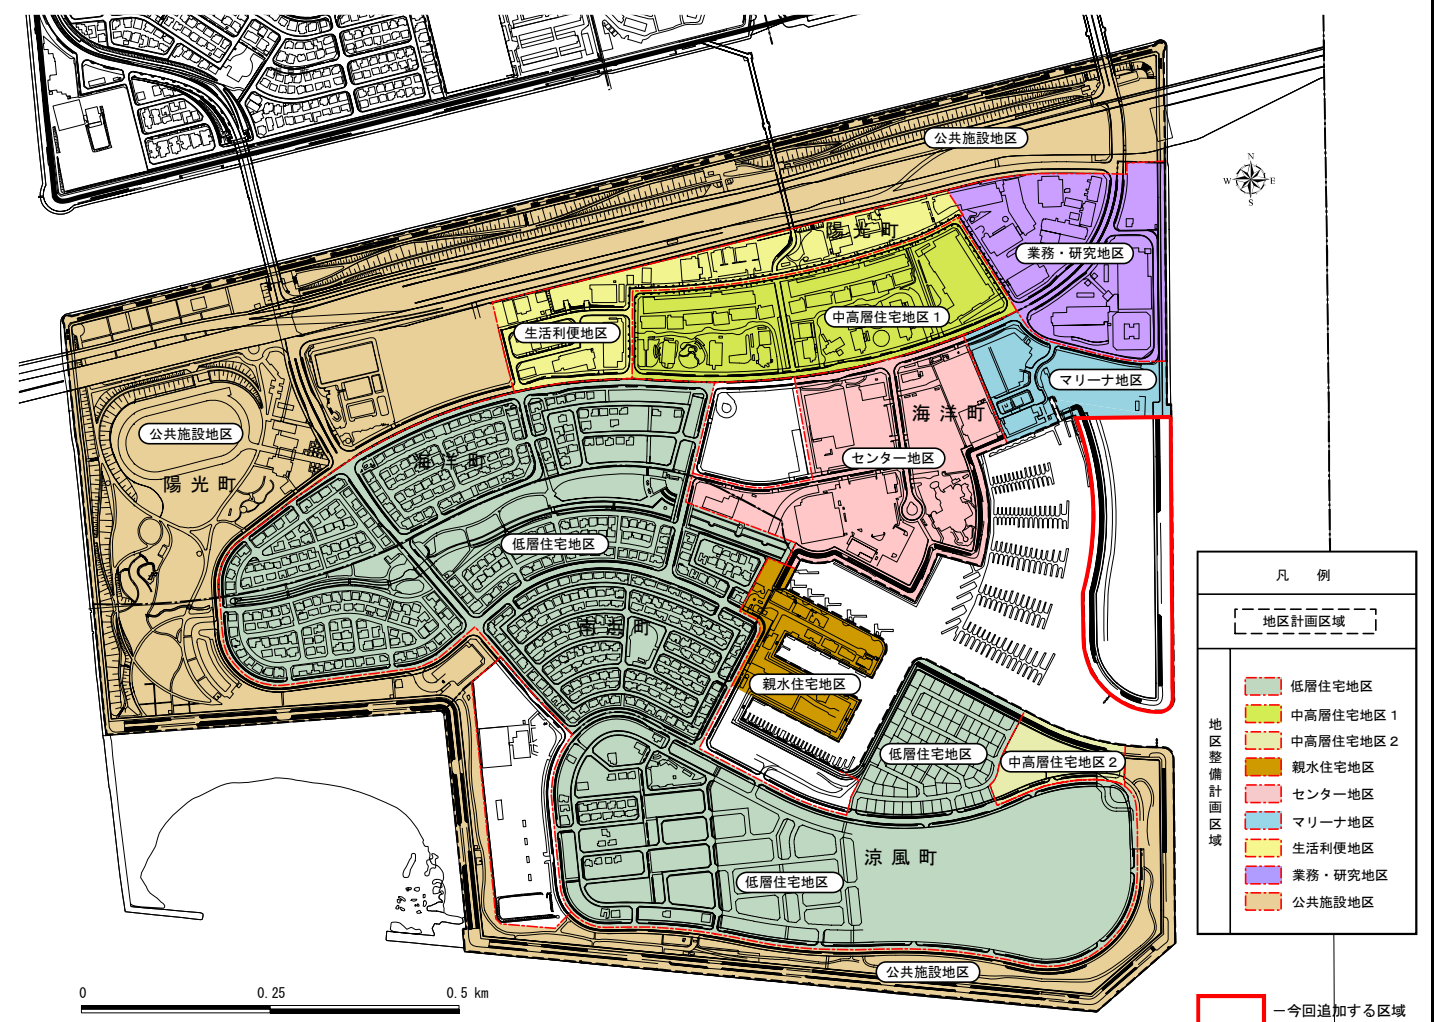 公共施設地区
N
W
E
S
陽光町
業務・研究地区
中高層住宅地区1
生活利便地区
マリーナ地区
海洋町
公共施設地区
センター地区
海洋町
陽光町
低層住宅地区
南浜町
親水住宅地区
低層住宅地区
中高層住宅地区2
涼風町
低層住宅地区
公共施設地区
0
0.25
0.5 km
凡 例
地区計画区域
地区整備計画区域
低層住宅地区
中高層住宅地区1
中高層住宅地区2
親水住宅地区
センター地区
マリーナ地区
生活利便地区
業務・研究地区
公共施設地区
—今回追加する区域